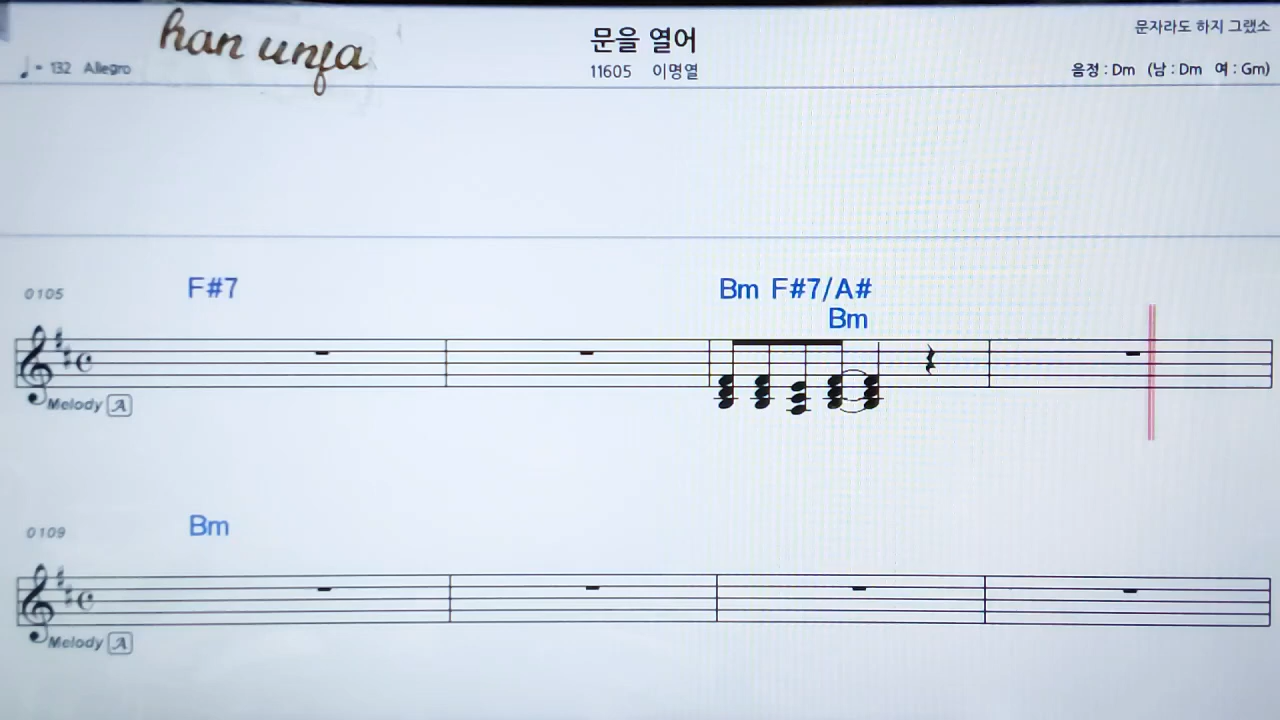 han unfa
문을 열어
문자라도 하지 그랬소
♩= 132 Allegro
11605 이명열
음정 : Dm (남 : Dm 여 : Gm)
0105
F#7
Bm F#7/A#
Bm
Melody A
0109
Bm
Melody A